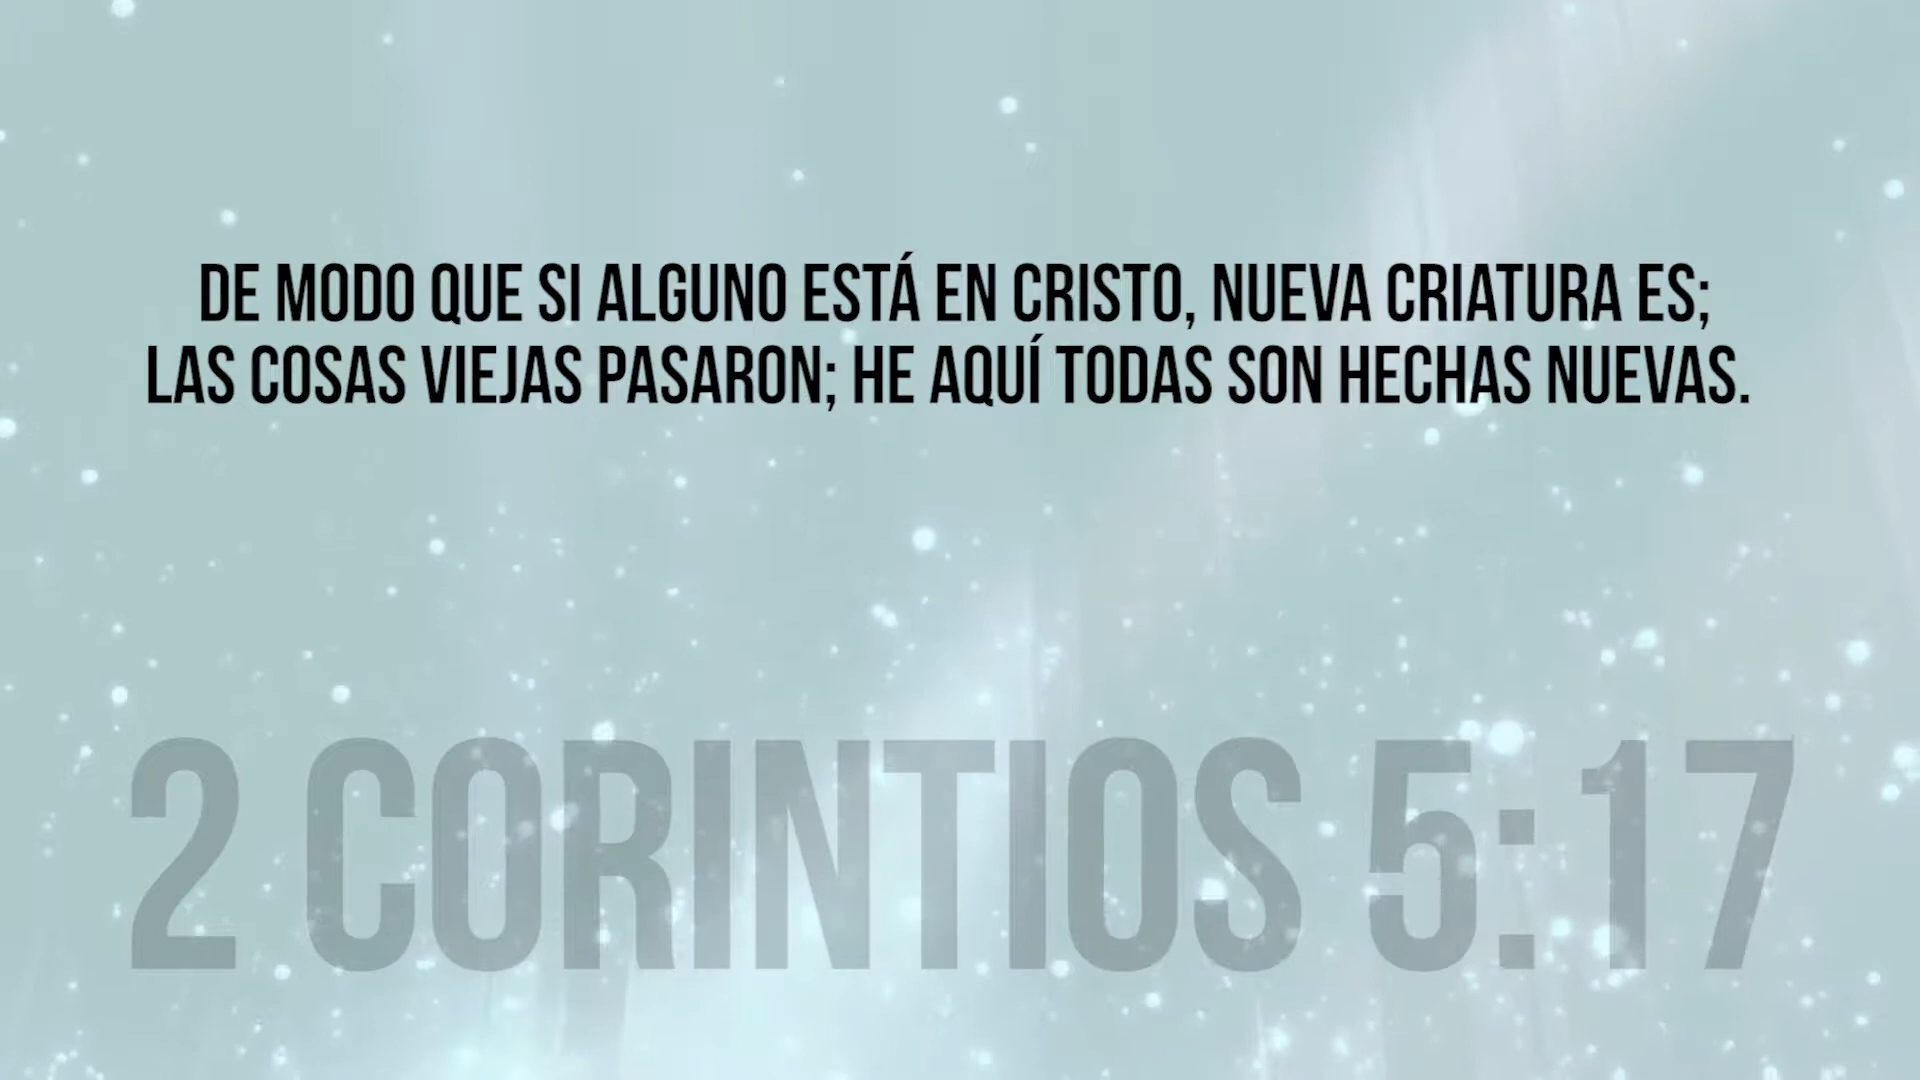 DE MODO QUE SI ALGUNO ESTÁ EN CRISTO, NUEVA CRIATURA ES;
LAS COSAS VIEJAS PASARON; HE AQUÍ TODAS SON HECHAS NUEVAS.
2 CORINTIOS 5:17